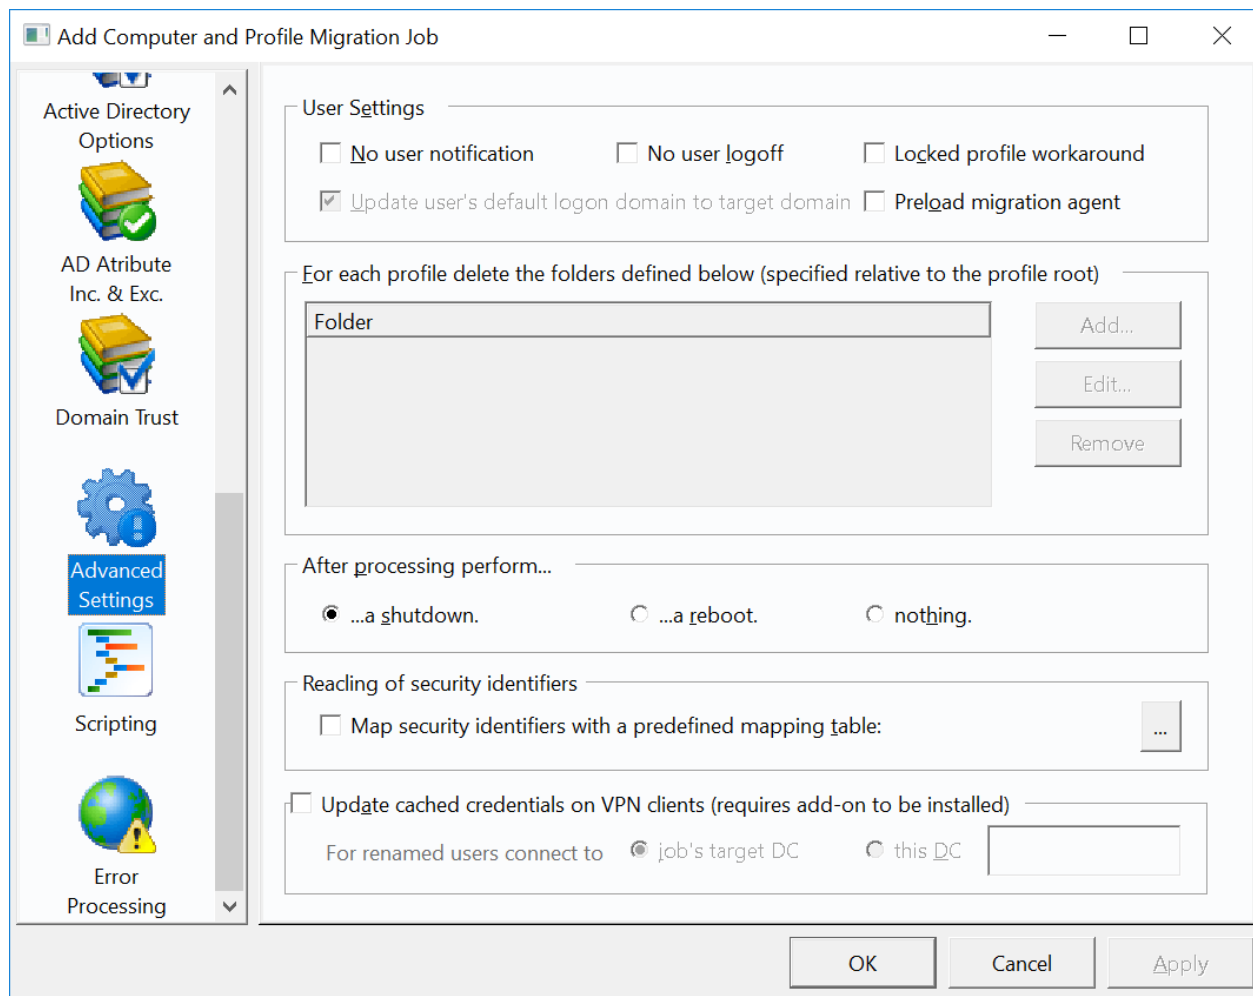 Add Computer and Profile Migration Job
Active Directory
Options
AD Atribute
Inc. & Exc.
Domain Trust
Advanced
Settings
Scripting
Error
Processing
User Settings
No user notification
No user logoff
Locked profile workaround
Update user's default logon domain to target domain
Preload migration agent
For each profile delete the folders defined below (specified relative to the profile root)
Folder
Add...
Edit...
Remove
After processing perform...
...a shutdown.
...a reboot.
nothing.
Reacling of security identifiers
Map security identifiers with a predefined mapping table:
...
Update cached credentials on VPN clients (requires add-on to be installed)
For renamed users connect to
job's target DC
this DC
OK
Cancel
Apply